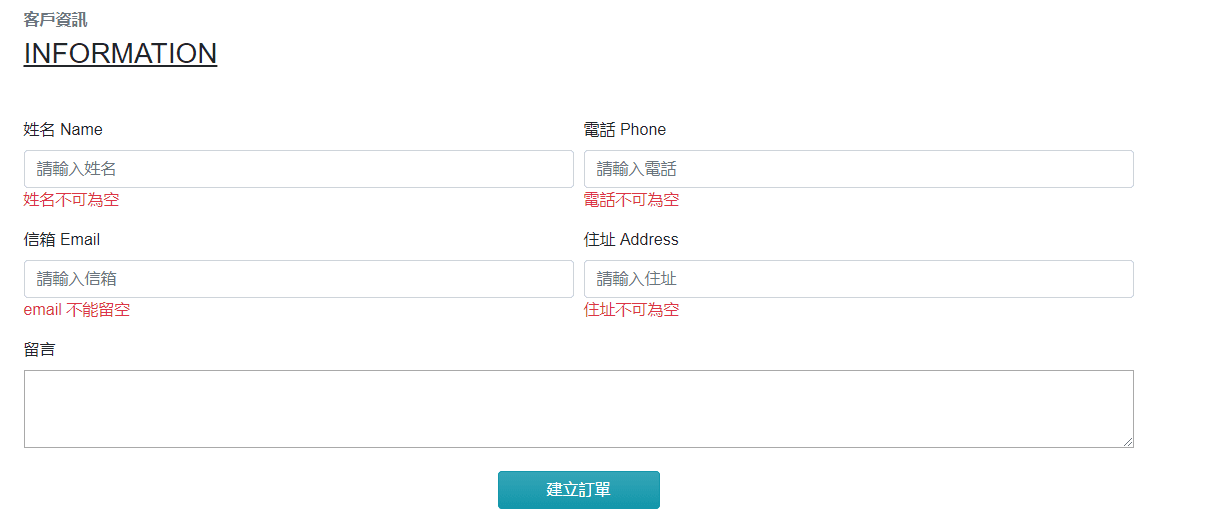 客戶資訊
INFORMATION
姓名 Name
電話 Phone
請輸入姓名
請輸入電話
姓名不可為空
電話不可為空
信箱 Email
住址 Address
請輸入信箱
請輸入住址
email 不能留空
住址不可為空
留言
建立訂單